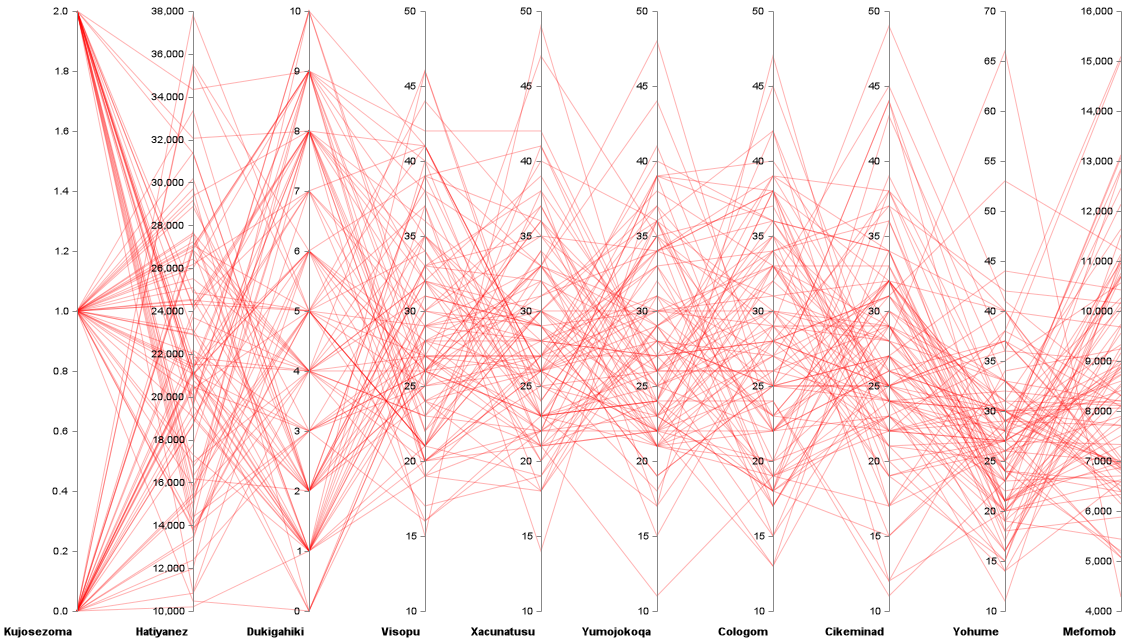 2.0 1.8 1.6 1.4 1.2 1.0 0.8 0.6 0.4 0.2 0.0
38,000 36,000 34,000 32,000 30,000 28,000 26,000 24,000 22,000 20,000 18,000 16,000 14,000 12,000 10,000
10 9 8 7 6 5 4 3 2 1 0
50 45 40 35 30 25 20 15 10
50 45 40 35 30 25 20 15 10
50 45 40 35 30 25 20 15 10
50 45 40 35 30 25 20 15 10
50 45 40 35 30 25 20 15 10
70 65 60 55 50 45 40 35 30 25 20 15 10
16,000 15,000 14,000 13,000 12,000 11,000 10,000 9,000 8,000 7,000 6,000 5,000 4,000
Kujosezoma Hatiyanez Dukigahiki Visopu Xacunatusu Yumojokoqa Cologom Cikeminad Yohume Mefomob